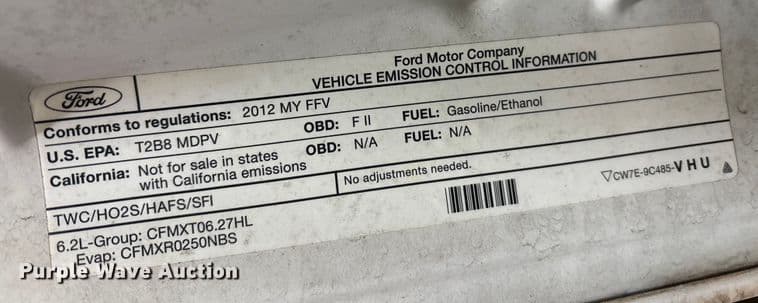 Ford
Ford Motor Company
VEHICLE EMISSION CONTROL INFORMATION
Conforms to regulations: 2012 MY FFV
U.S. EPA: T2B8 MDPV OBD: F II FUEL: Gasoline/Ethanol
California: Not for sale in states with California emissions OBD: N/A FUEL: N/A
TWC/HO2S/HAFS/SFI
No adjustments needed.
6.2L-Group: CFMXT06.27HL
Evap: CFMXR0250NBS
▽CW7E-9C485-VHU
Purple Wave Auction